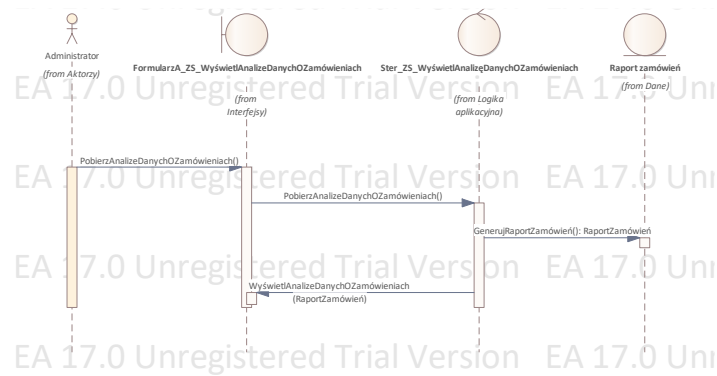 Administrator
(from Aktorzy)
FormularzA_ZS_WyświetlAnalizeDanychOZamówieniach
(from
Interfejsy)
Ster_ZS_WyświetlAnalizęDanychOZamówieniach
(from Logika
aplikacyjna)
Raport zamówień
(from Dane)
EA 17.0 Unregistered Trial Version EA 17.0 Unr
PobierzAnalizeDanychOZamówieniach()
EA 17.0 Unregistered Trial Version EA 17.0 Unr
PobierzAnalizeDanychOZamówieniach()
GenerujRaportZamówień(): RaportZamówień
EA 17.0 Unregistered Trial Version EA 17.0 Unr
WyświetlAnalizeDanychOZamówieniach
(RaportZamówień)
EA 17.0 Unregistered Trial Version EA 17.0 Unr